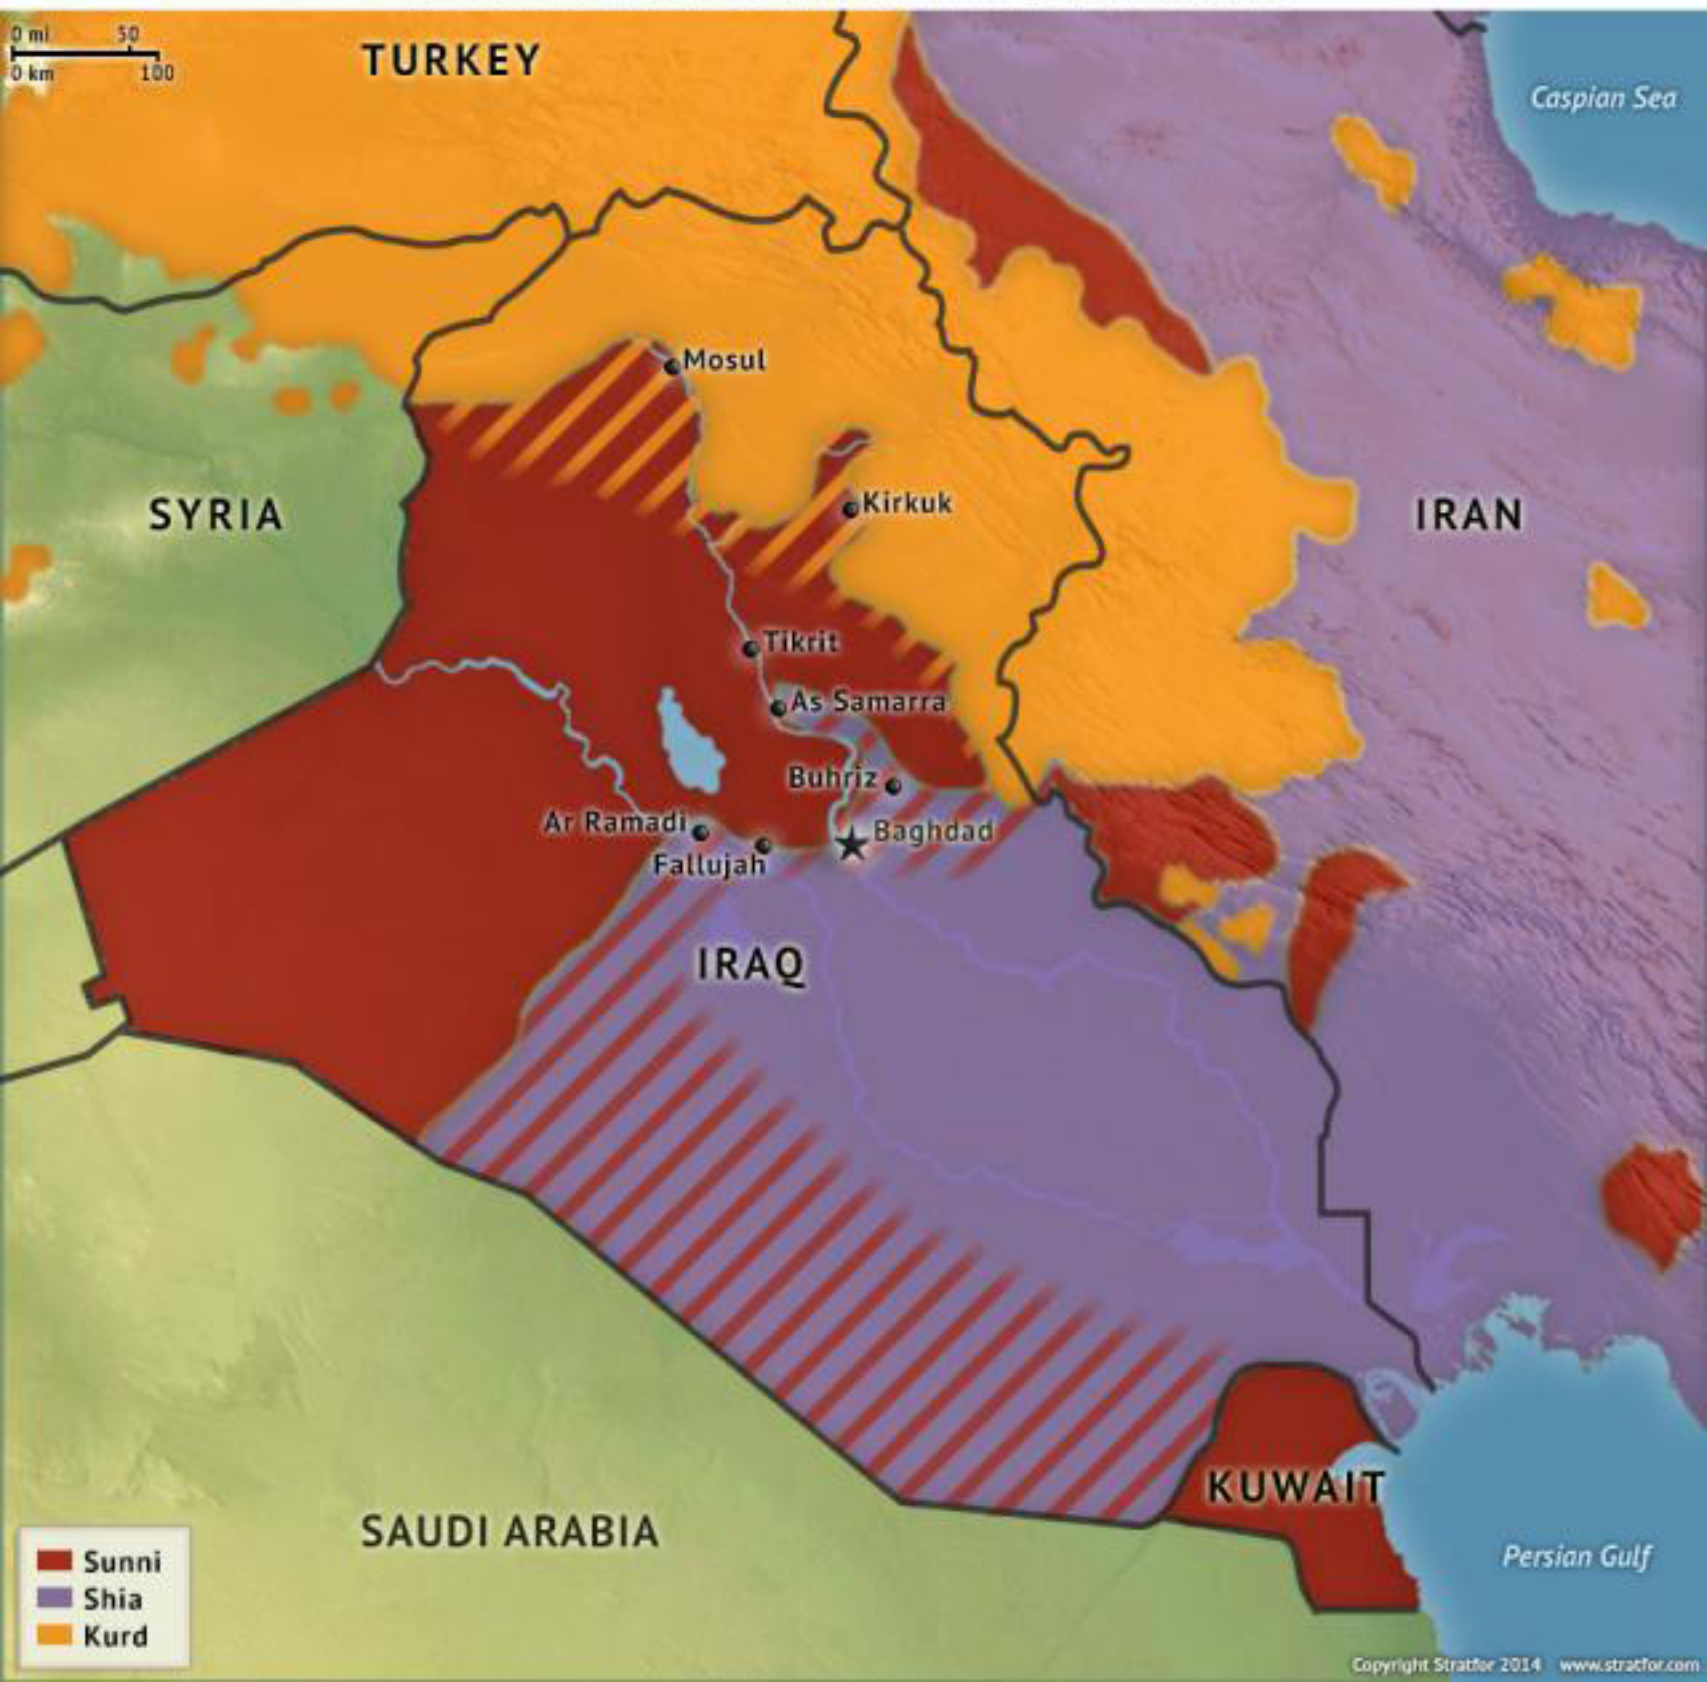 0 mi 50
0 km 100
TURKEY
Caspian Sea
Mosul
SYRIA
Kirkuk
IRAN
Tikrit
As Samarra
Buhriz
Ar Ramadi
Baghdad
Fallujah
IRAQ
KUWAIT
SAUDI ARABIA
Persian Gulf
Sunni
Shia
Kurd
Copyright Stratfor 2014 www.stratfor.com